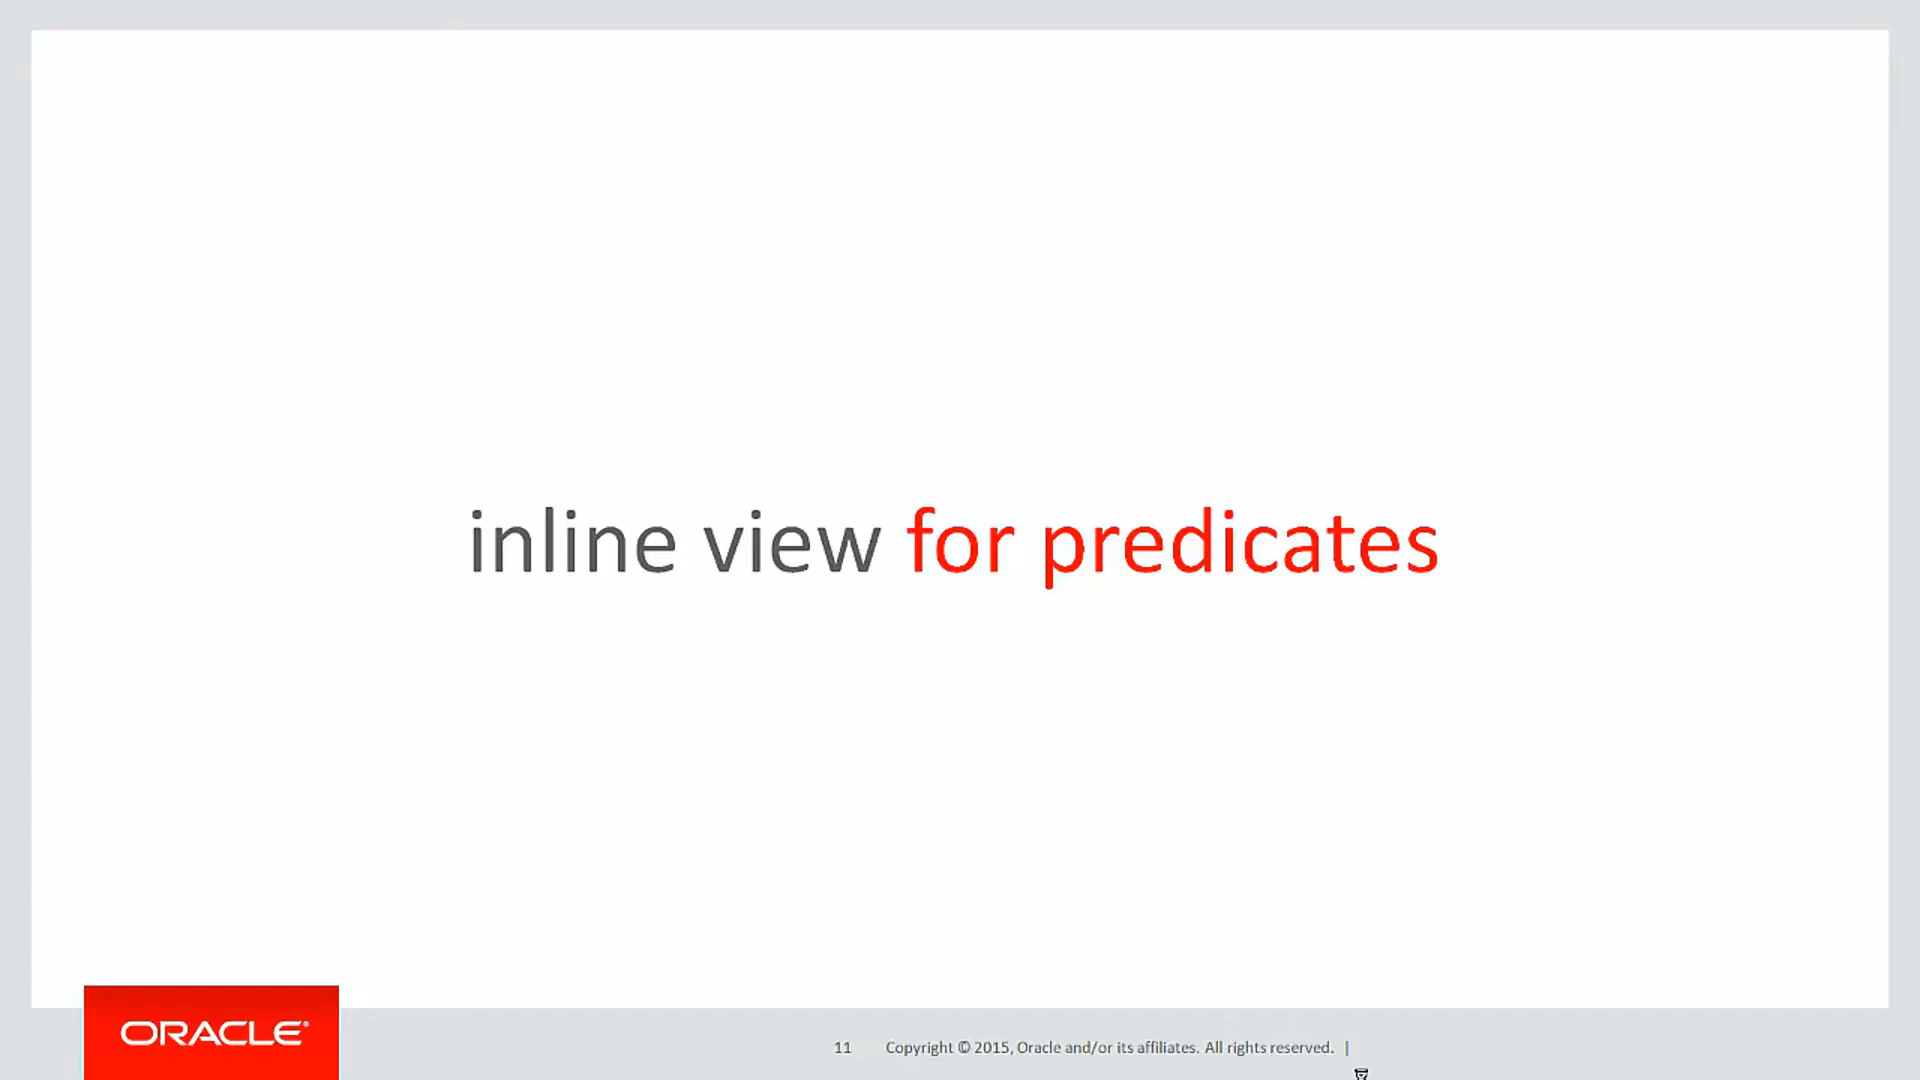 inline view for predicates
ORACLE®
11 Copyright © 2015, Oracle and/or its affiliates. All rights reserved. |